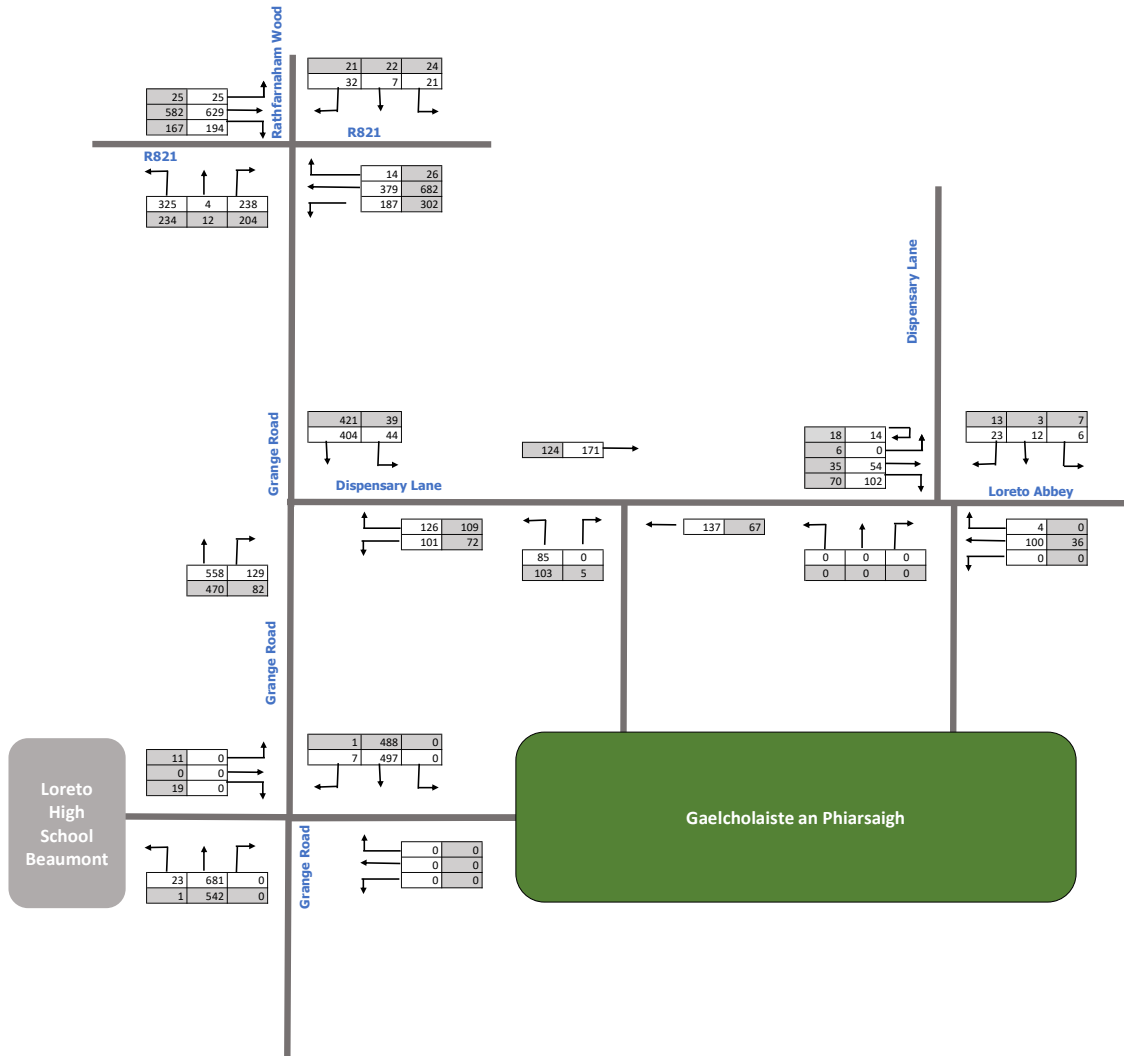 Rathfarnaham Wood
21 22 24
32 7 21
25 25
582 629
167 194
R821
R821
14 26
379 682
187 302
325 4 238
234 12 204
Dispensary Lane
Grange Road
421 39
404 44
124 171
18 14
6 0
35 54
70 102
13 3 7
23 12 6
Dispensary Lane
Loreto Abbey
126 109
101 72
85 0
103 5
137 67
0 0 0
0 0 0
4 0
100 36
0 0
558 129
470 82
Grange Road
11 0
0 0
19 0
1 488 0
7 497 0
Loreto
High
School
Beaumont
Gaelcholaiste an Phiarsaigh
23 681 0
1 542 0
Grange Road
0 0
0 0
0 0